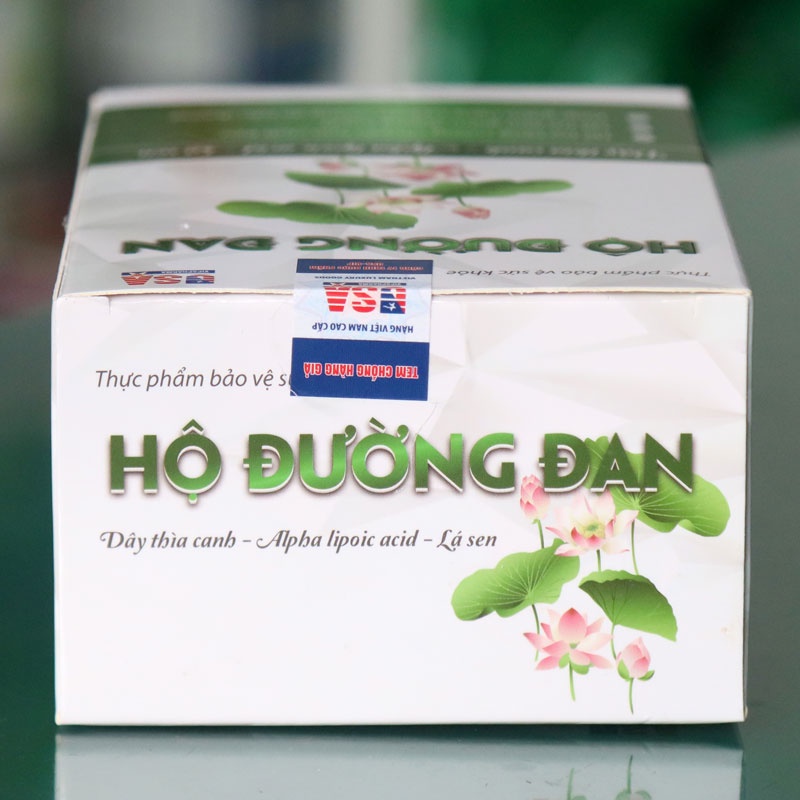 HỘ ĐƯỜNG ĐAN
Thực phẩm bảo vệ sức khỏe
USA
HÀNG VIỆT NAM CAO CẤP
TEM CHỐNG HÀNG GIẢ
Thực phẩm bảo vệ
HỘ ĐƯỜNG ĐAN
Dây thìa canh – Alpha lipoic acid – Lá sen